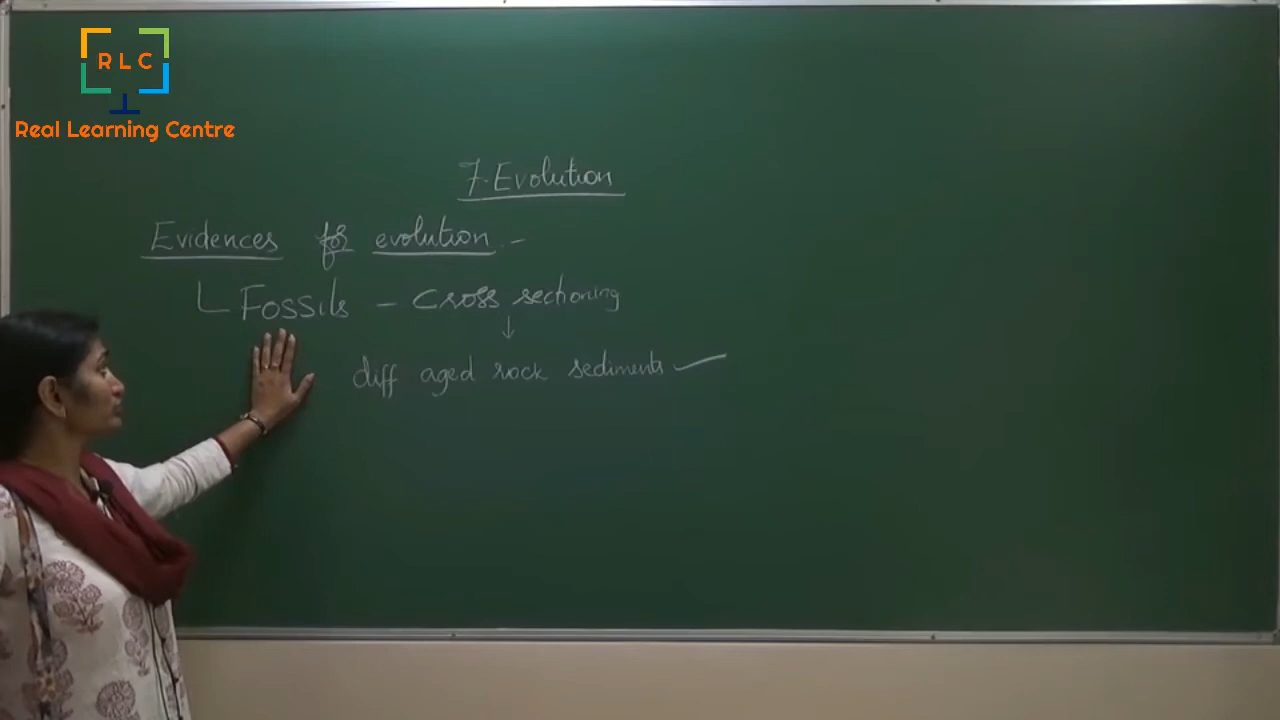 R L C
Real Learning Centre
7. Evolution
Evidences for evolution -
Fossils - Cross sectioning
↓
diff aged rock sediments